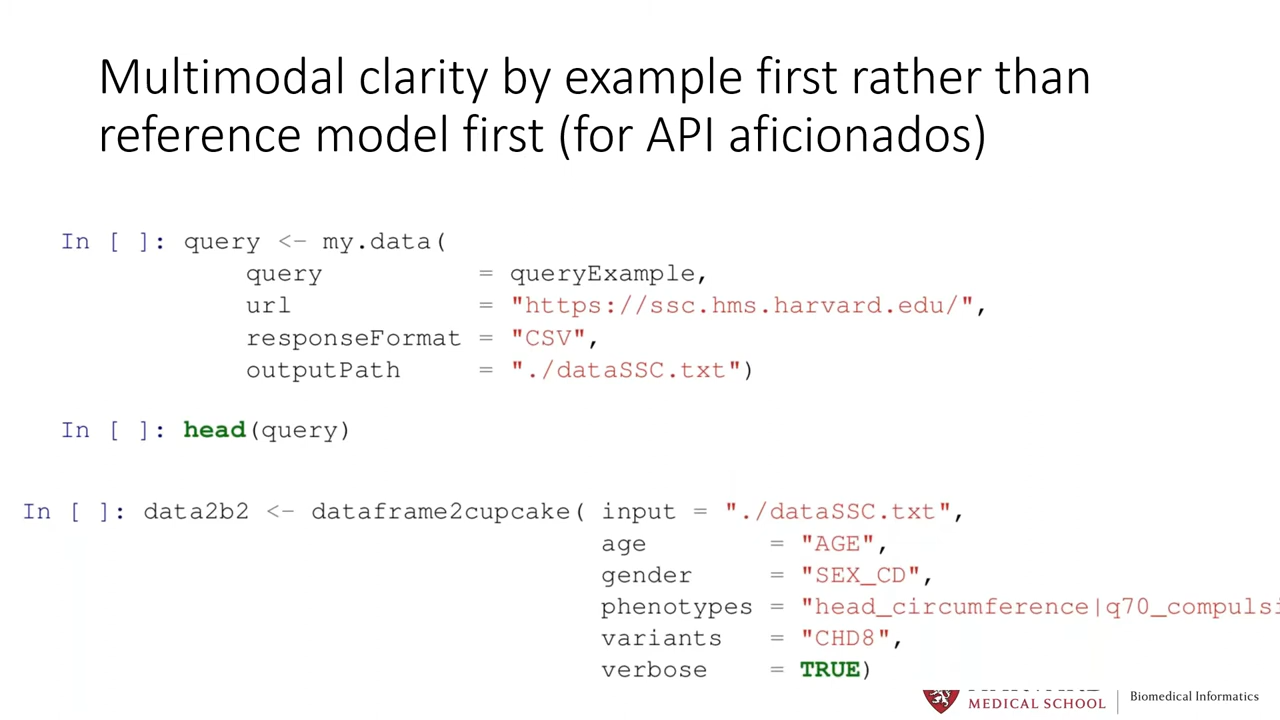 Multimodal clarity by example first rather than
reference model first (for API aficionados)
In [ ]: query <- my.data(
query = queryExample,
url = "https://ssc.hms.harvard.edu/",
responseFormat = "CSV",
outputPath = "./dataSSC.txt")
In [ ]: head(query)
In [ ]: data2b2 <- dataframe2cupcake( input = "./dataSSC.txt",
age = "AGE",
gender = "SEX_CD",
phenotypes = "head_circumference|q70_compulsi
variants = "CHD8",
verbose = TRUE)
HARVARD
MEDICAL SCHOOL
Biomedical Informatics